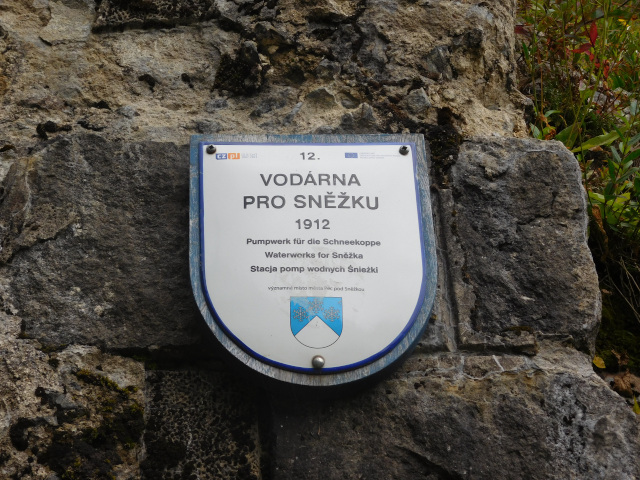 12.
VODÁRNA
PRO SNĚŽKU
1912
Pumpwerk für die Schneekoppe
Waterworks for Sněžka
Stacja pomp wodnych Śnieżki